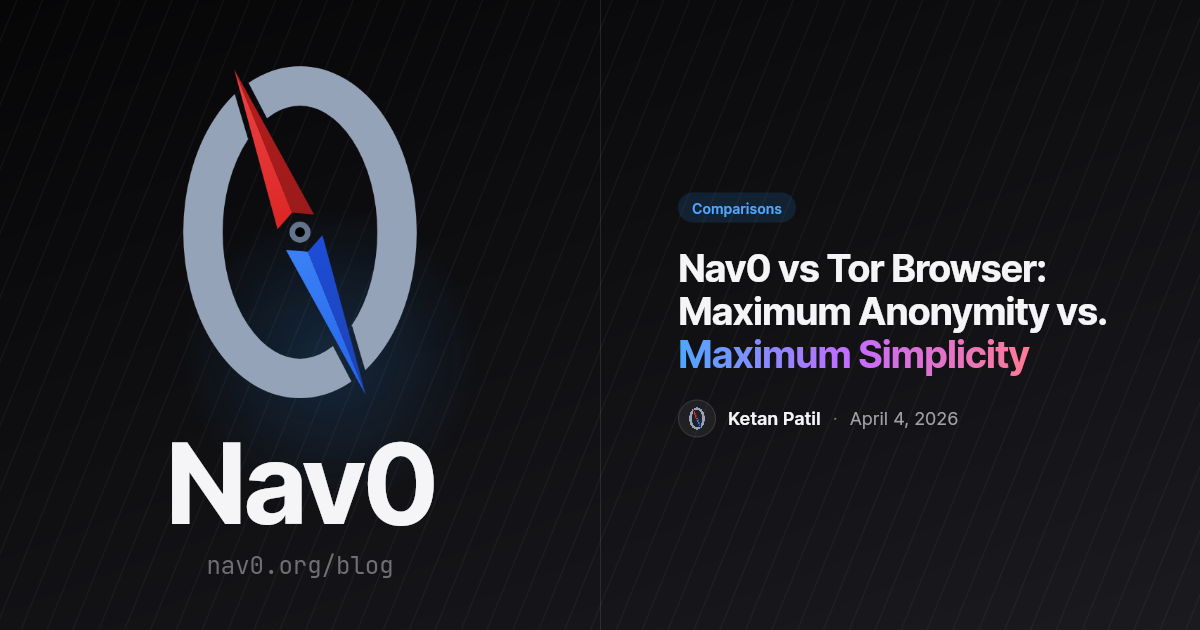 Nav0
nav0.org/blog
Comparisons
Nav0 vs Tor Browser:
Maximum Anonymity vs.
Maximum Simplicity
Ketan Patil · April 4, 2026